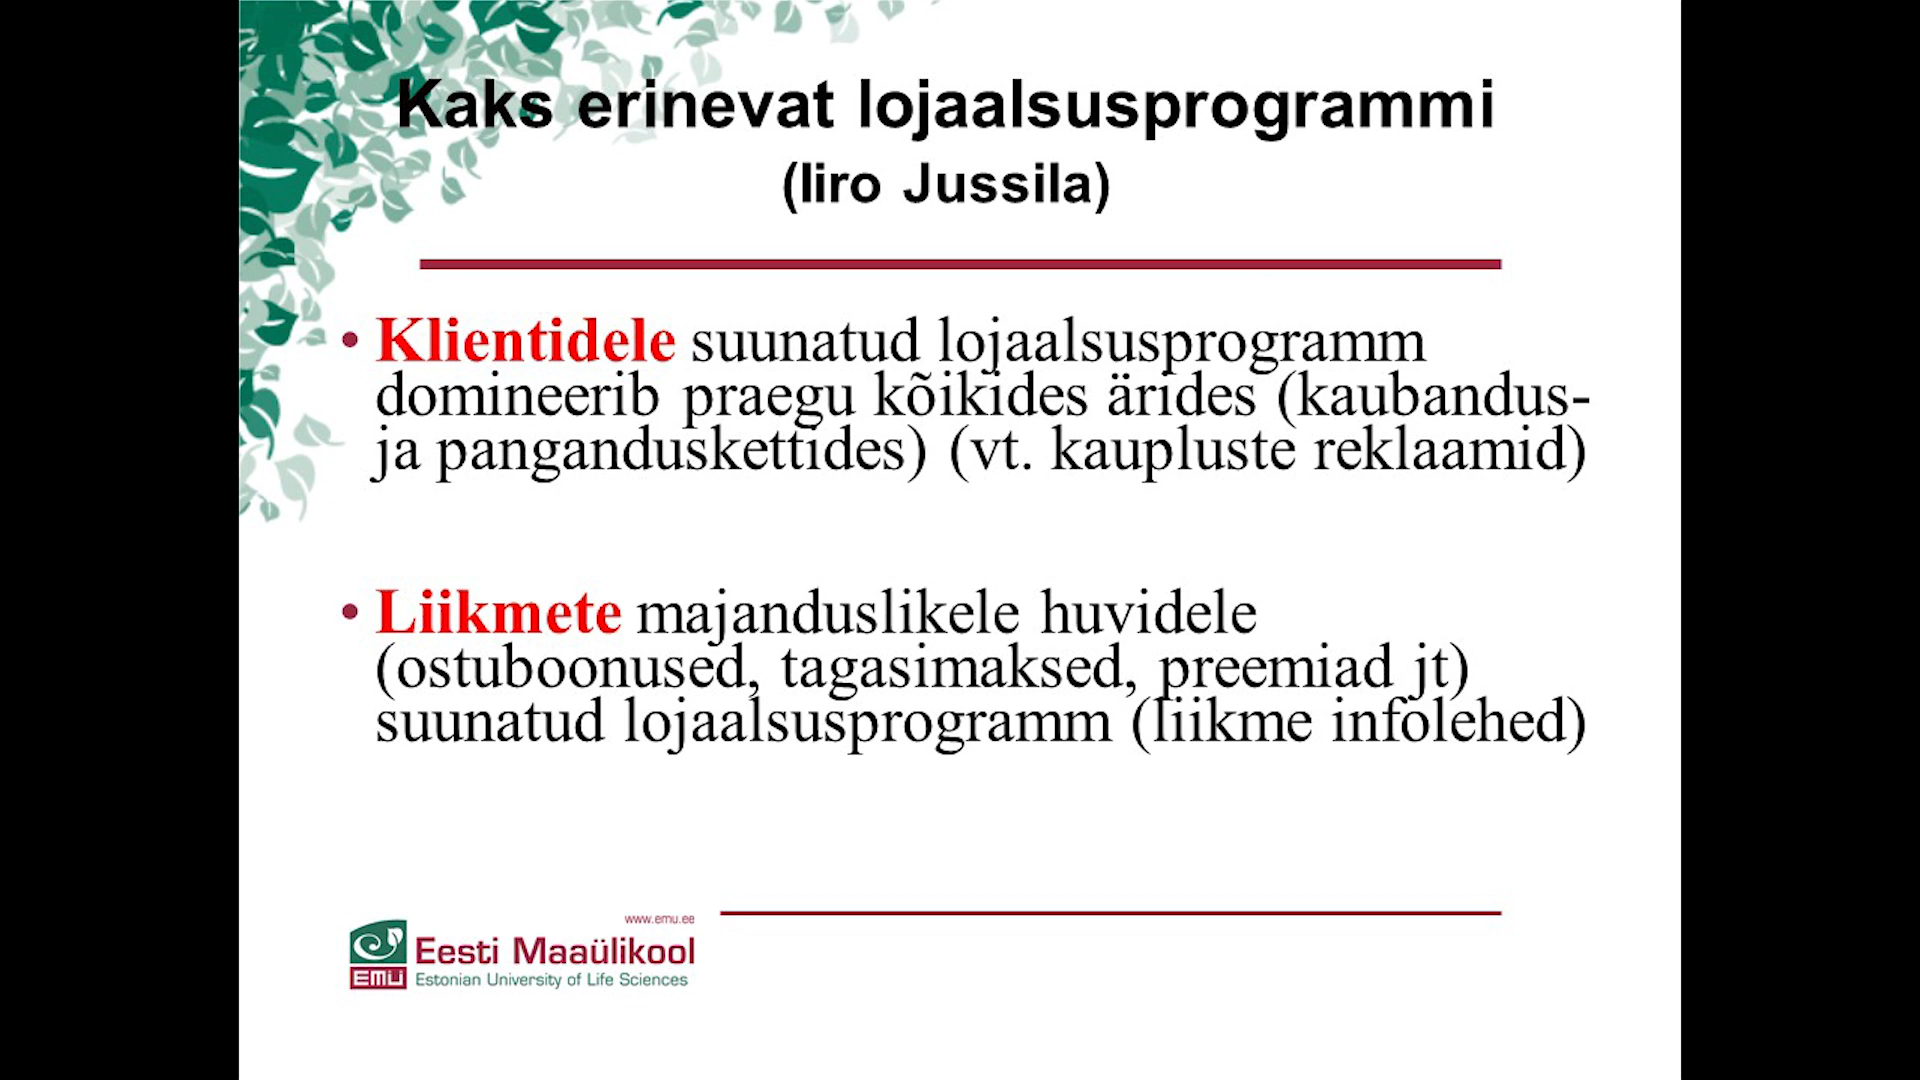 Kaks erinevat lojaalsusprogrammi
(Iiro Jussila)
• Klientidele suunatud lojaalsusprogramm
domineerib praegu kõikides ärides (kaubandus-
ja panganduskettides) (vt. kaupluste reklaamid)
• Liikmete majanduslikele huvidele
(ostuboonused, tagasimaksed, preemiad jt)
suunatud lojaalsusprogramm (liikme infolehed)
www.emu.ee
Eesti Maaülikool
EMÜ Estonian University of Life Sciences